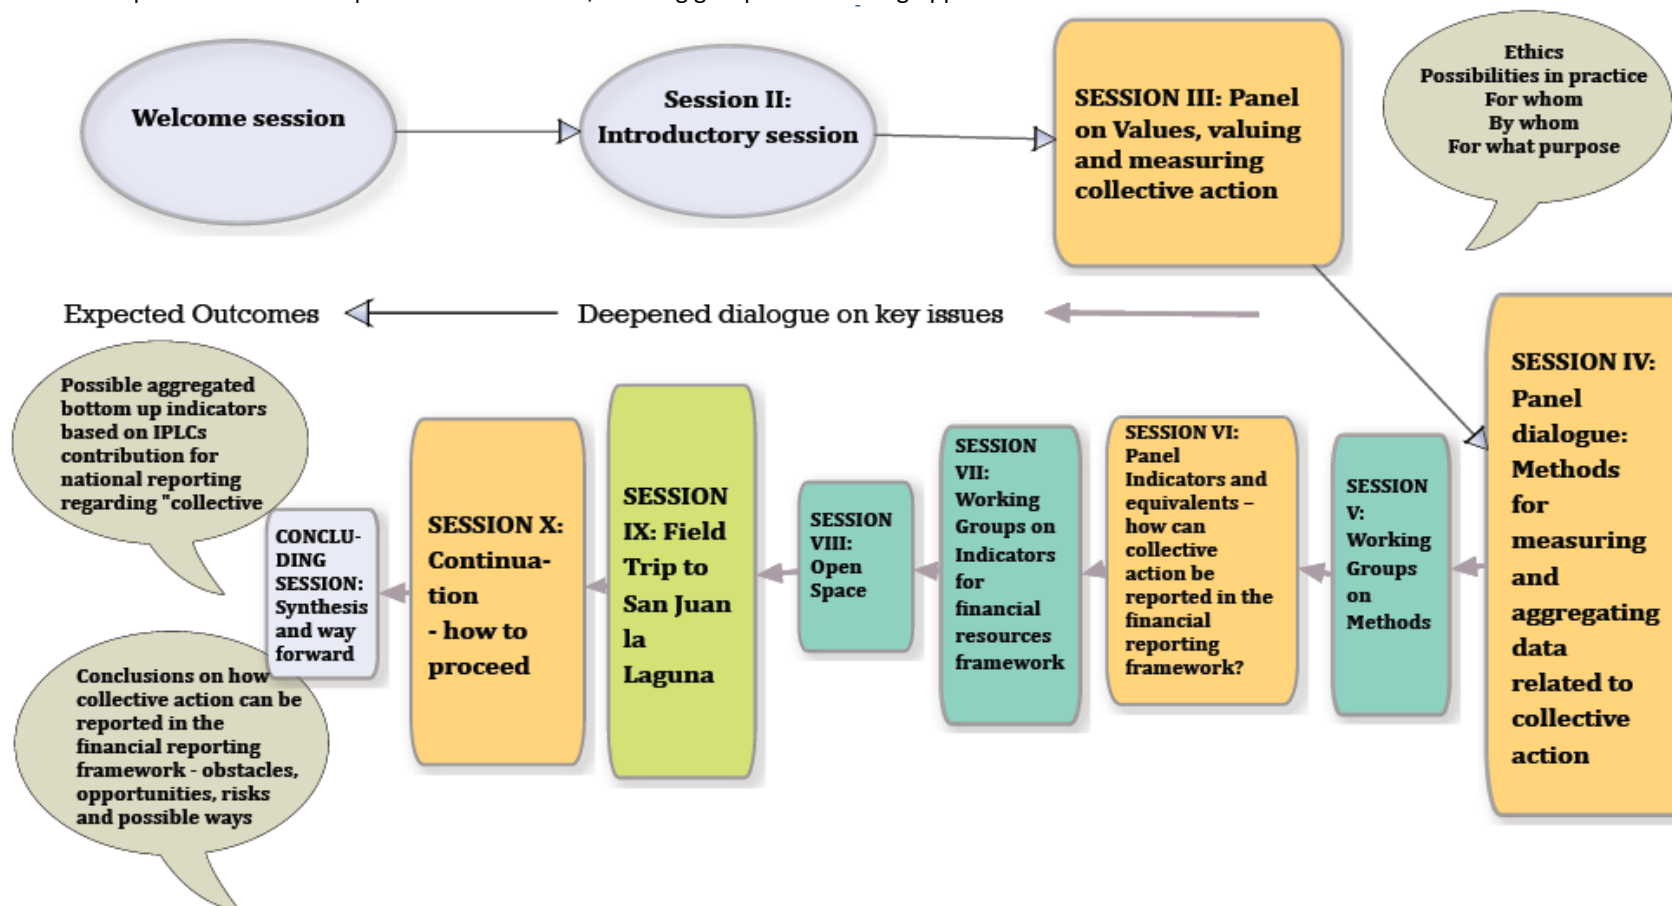 Welcome session
Session II:
Introductory session
SESSION III: Panel
on Values, valuing
and measuring
collective action
Ethics
Possibilities in practice
For whom
By whom
For what purpose
Expected Outcomes
Deepened dialogue on key issues
SESSION IV:
Panel
dialogue:
Methods
for
measuring
and
aggregating
data
related to
collective
action
SESSION
V:
Working
Groups
on
Methods
SESSION VI:
Panel
Indicators and
equivalents –
how can
collective
action be
reported in the
financial
reporting
framework?
SESSION
VII:
Working
Groups on
Indicators
for
financial
resources
framework
SESSION
VIII:
Open
Space
SESSION
IX: Field
Trip to
San Juan
la
Laguna
SESSION X:
Continua-
tion
- how to
proceed
CONCLU-
DING
SESSION:
Synthesis
and way
forward
Possible aggregated
bottom up indicators
based on IPLCs
contribution for
national reporting
regarding "collective
Conclusions on how
collective action can be
reported in the
financial reporting
framework - obstacles,
opportunities, risks
and possible ways